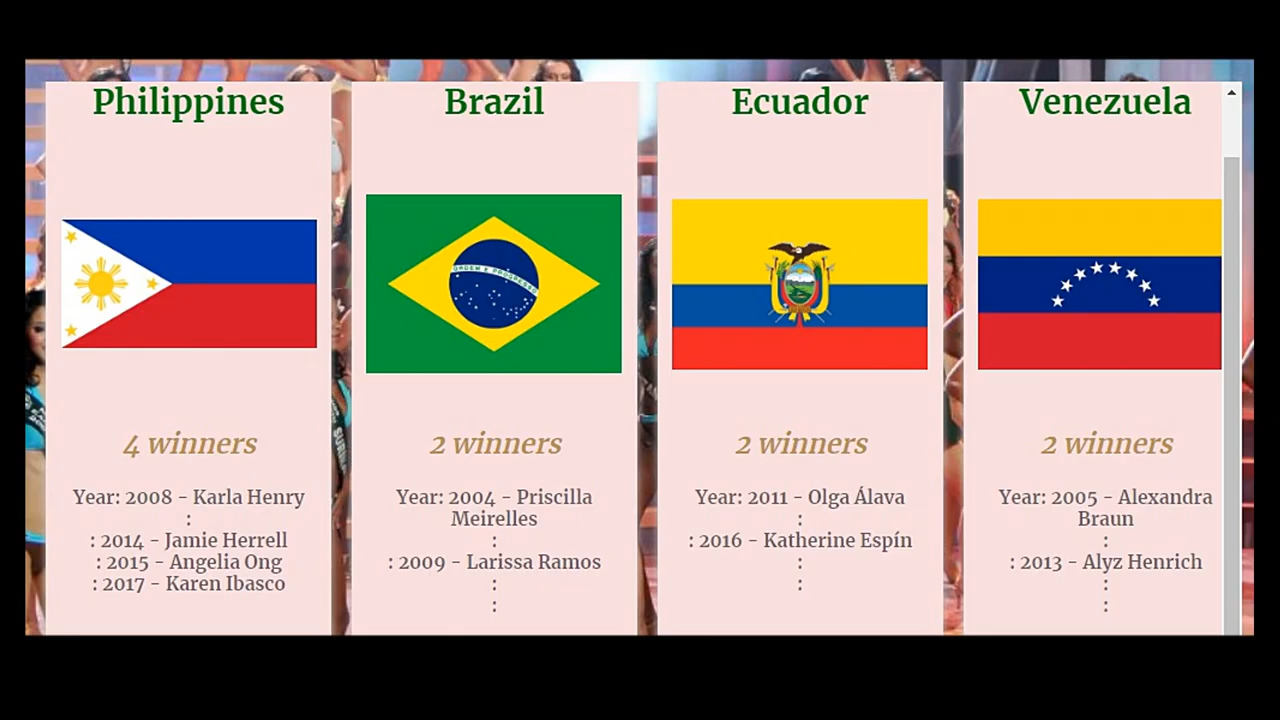 Philippines
Brazil
Ecuador
Venezuela
ORDEM E PROGRESSO
4 winners
Year: 2008 - Karla Henry
:
: 2014 - Jamie Herrell
: 2015 - Angelia Ong
: 2017 - Karen Ibasco
2 winners
Year: 2004 - Priscilla
Meirelles
:
: 2009 - Larissa Ramos
:
:
2 winners
Year: 2011 - Olga Álava
:
: 2016 - Katherine Espín
:
:
2 winners
Year: 2005 - Alexandra
Braun
:
: 2013 - Alyz Henrich
:
: